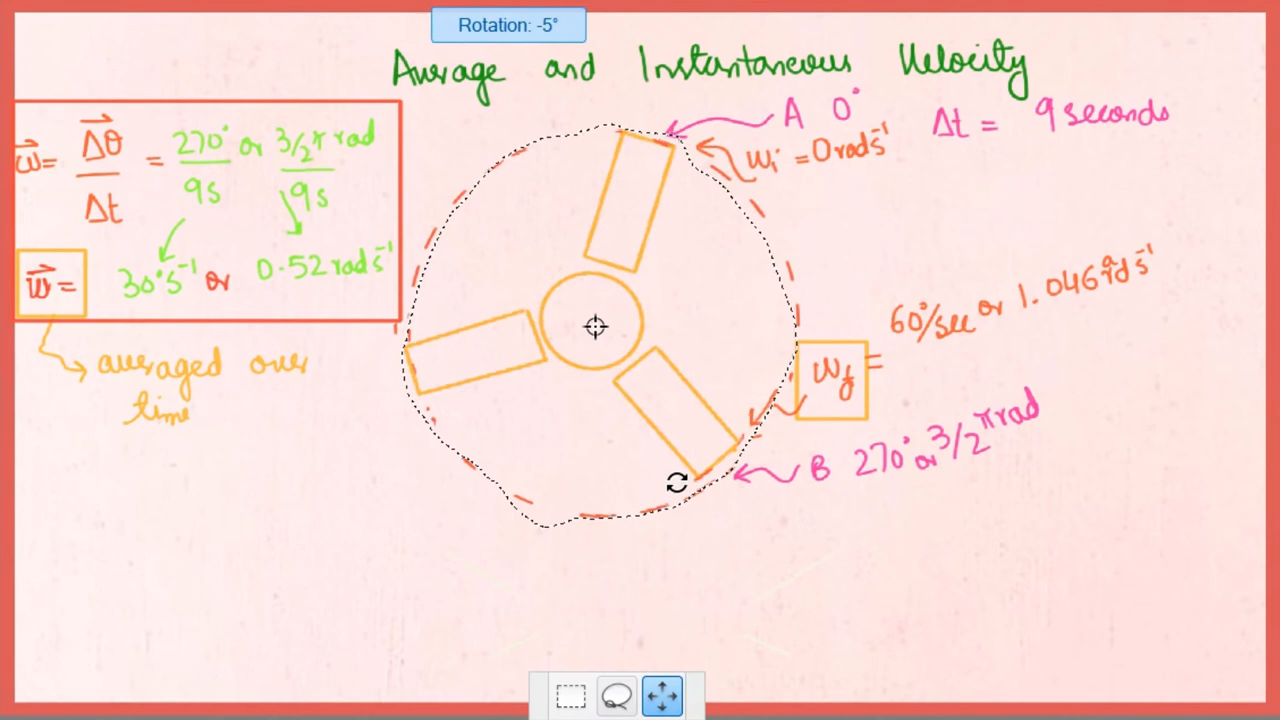 Rotation: -5°
Average and Instantaneous Velocity
A 0° Δt = 9 seconds
ωi = 0 rads⁻¹
ω⃗ = Δθ⃗/Δt = 270°/9s or 3/2 π rad/9s
ω⃗ = 30°s⁻¹ or 0.52 rads⁻¹
averaged over
time
ωf = 60°/sec or 1.046 rads⁻¹
B 270° or 3/2 π rad